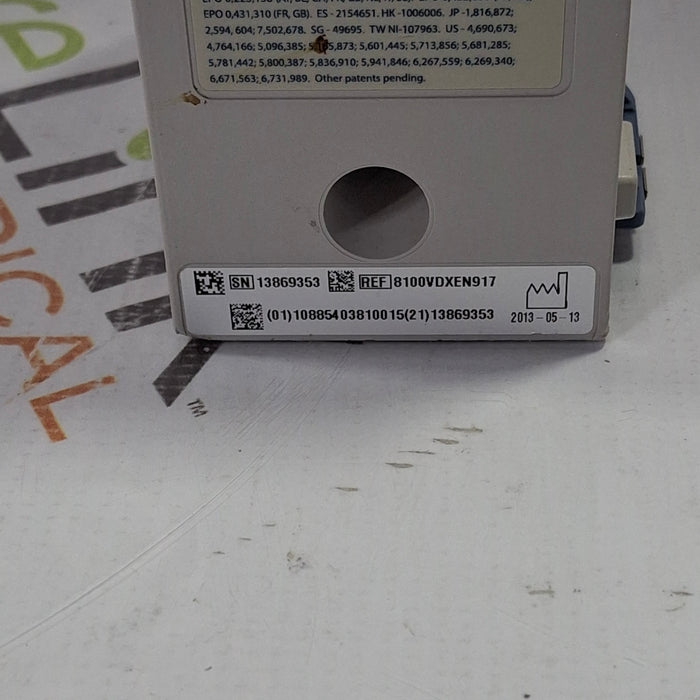 EPO 0,431,310 (FR, GB). ES - 2154651. HK -1006006. JP -1,816,872;
2,594,604; 7,502,678. SG - 49695. TW NI-107963. US - 4,690,673;
4,764,166; 5,096,385; 5,601,445; 5,713,856; 5,681,285;
5,781,442; 5,800,387; 5,836,910; 5,941,846; 6,267,559; 6,269,340;
6,671,563; 6,731,989. Other patents pending.
SN 13869353 REF 8100VDXEN917
(01)10885403810015(21)13869353 2013-05-13
TM